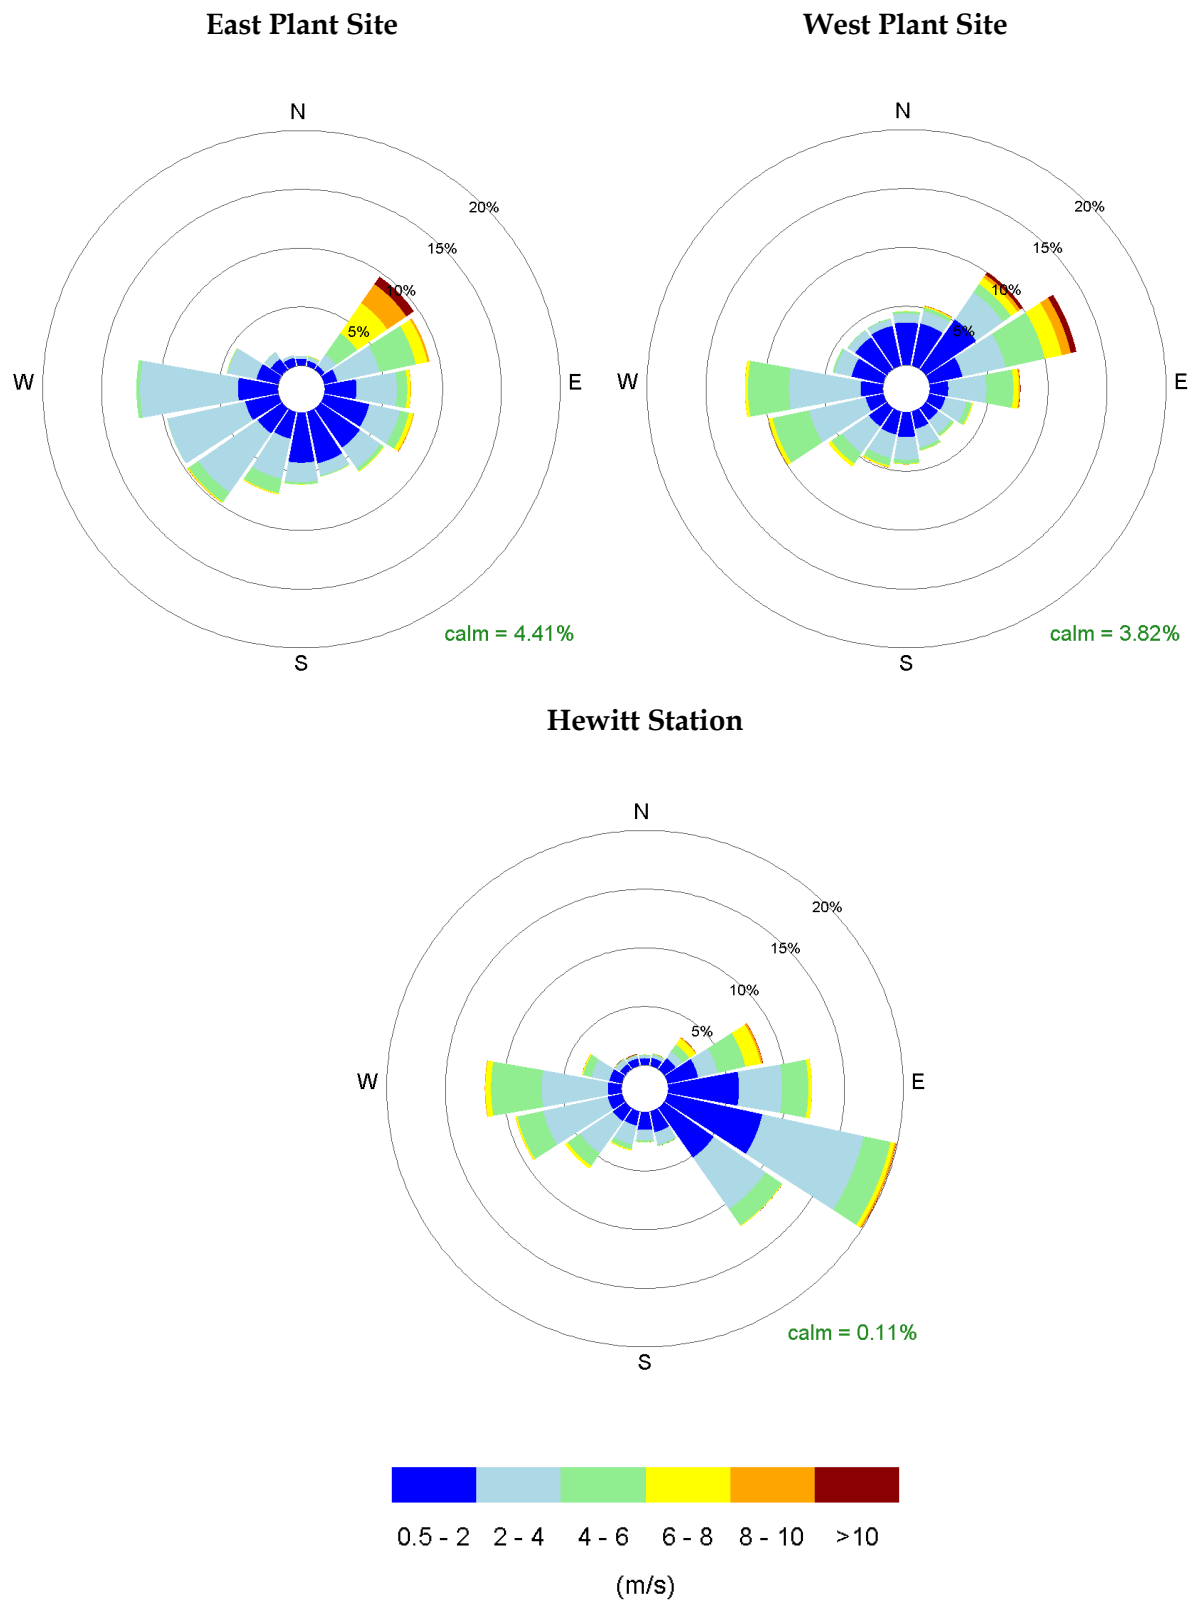 East Plant Site
West Plant Site
N
20%
15%
10%
5%
W
E
S
calm = 4.41%
N
20%
15%
10%
5%
W
E
S
calm = 3.82%
Hewitt Station
N
20%
15%
10%
5%
W
E
S
calm = 0.11%
0.5 - 2 2 - 4 4 - 6 6 - 8 8 - 10 >10
(m/s)